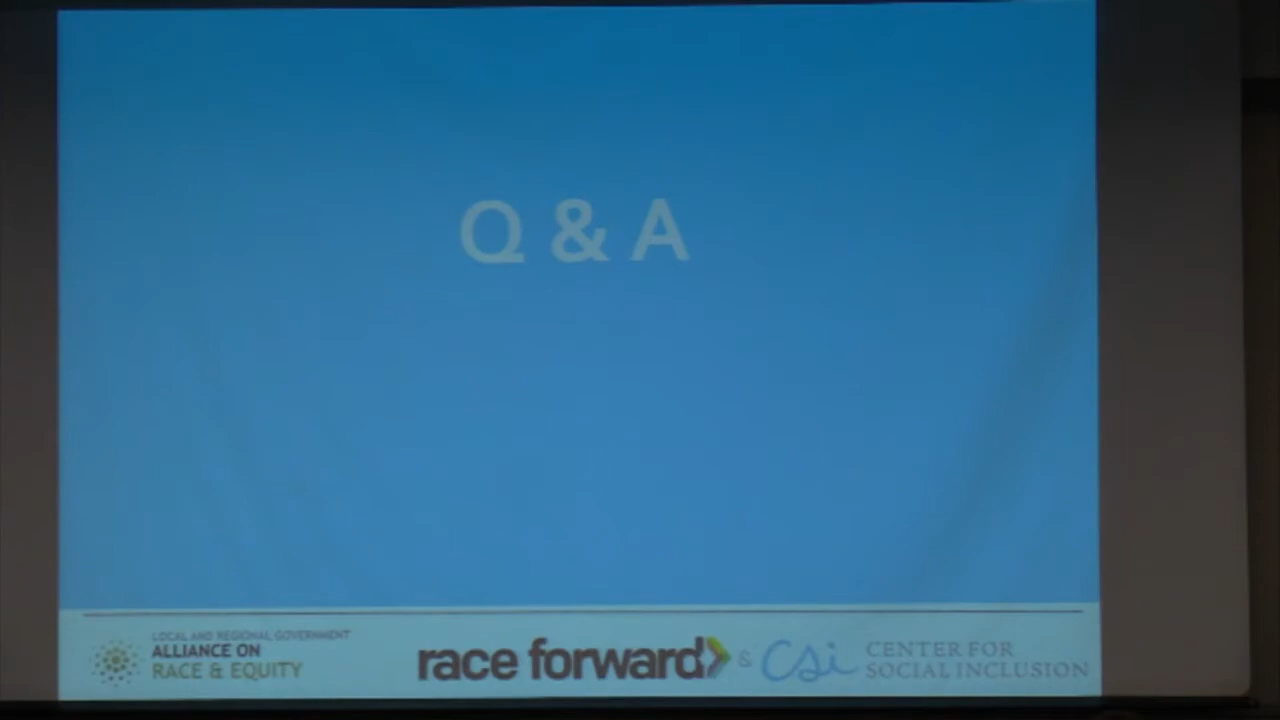 Q & A
LOCAL AND REGIONAL GOVERNMENT
ALLIANCE ON
RACE & EQUITY
race forward
&
csi
CENTER FOR
SOCIAL INCLUSION